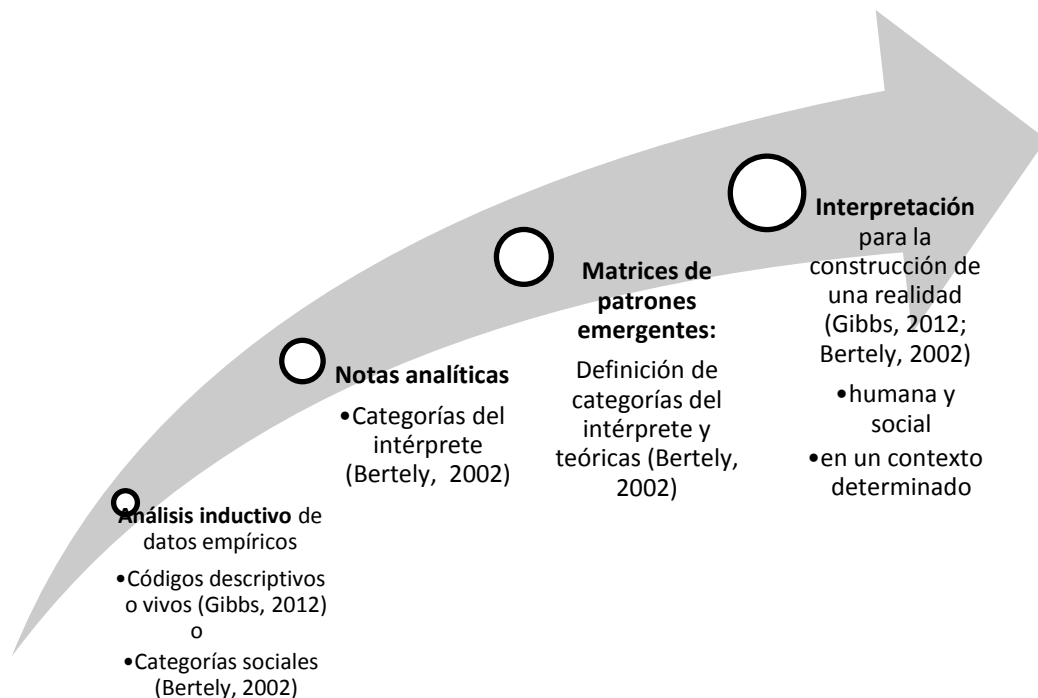 Análisis inductivo de
datos empíricos
•Códigos descriptivos
o vivos (Gibbs, 2012)
o
•Categorías sociales
(Bertely, 2002)
Notas analíticas
•Categorías del
intérprete
(Bertely, 2002)
Matrices de
patrones
emergentes:
Definición de
categorías del
intérprete y
teóricas (Bertely,
2002)
Interpretación
para la
construcción de
una realidad
(Gibbs, 2012;
Bertely, 2002)
•humana y
social
•en un contexto
determinado